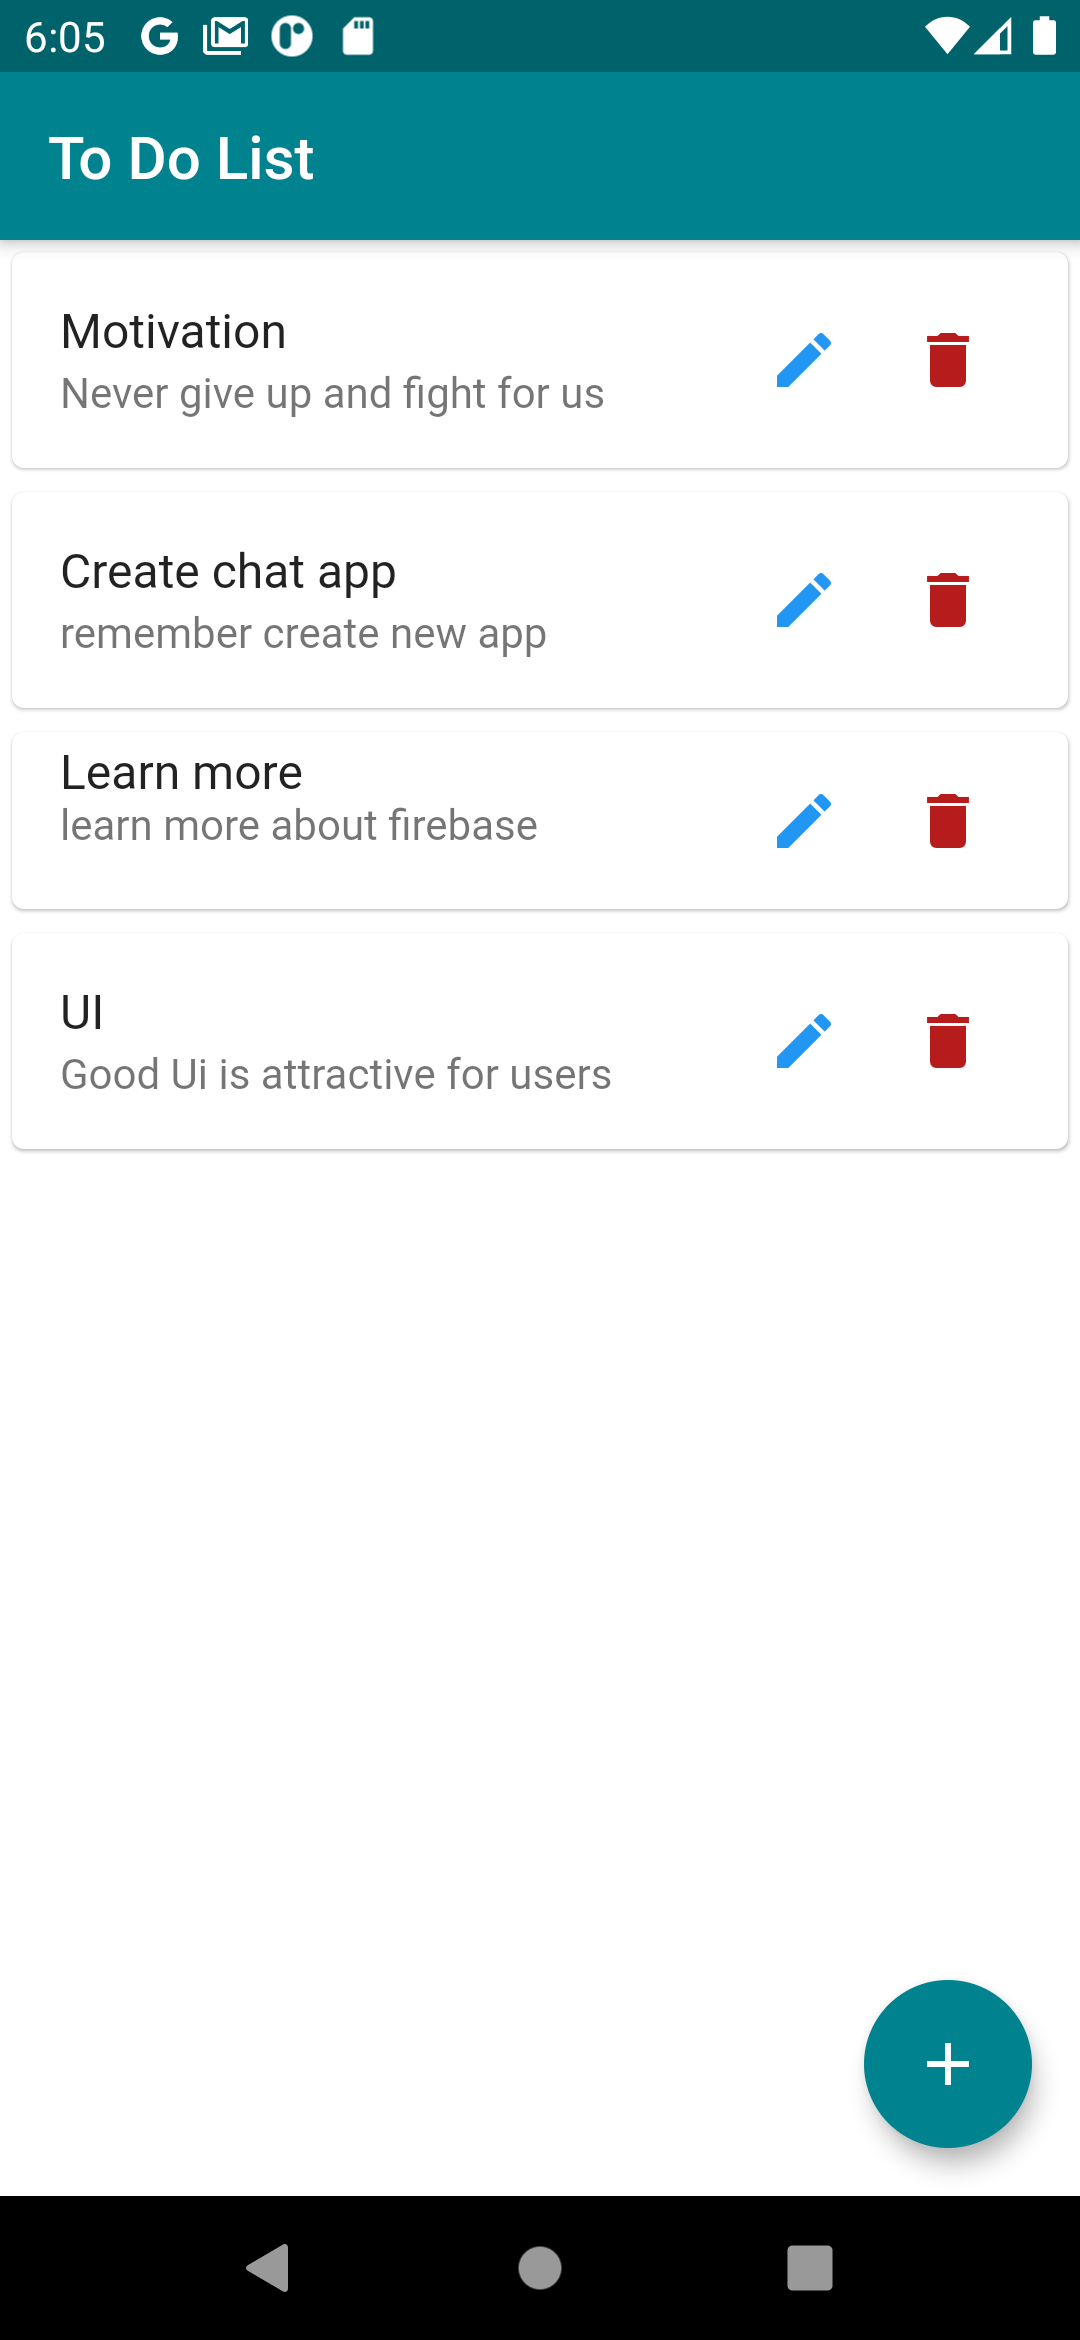 6:05
To Do List
Motivation
Never give up and fight for us
Create chat app
remember create new app
Learn more
learn more about firebase
UI
Good Ui is attractive for users